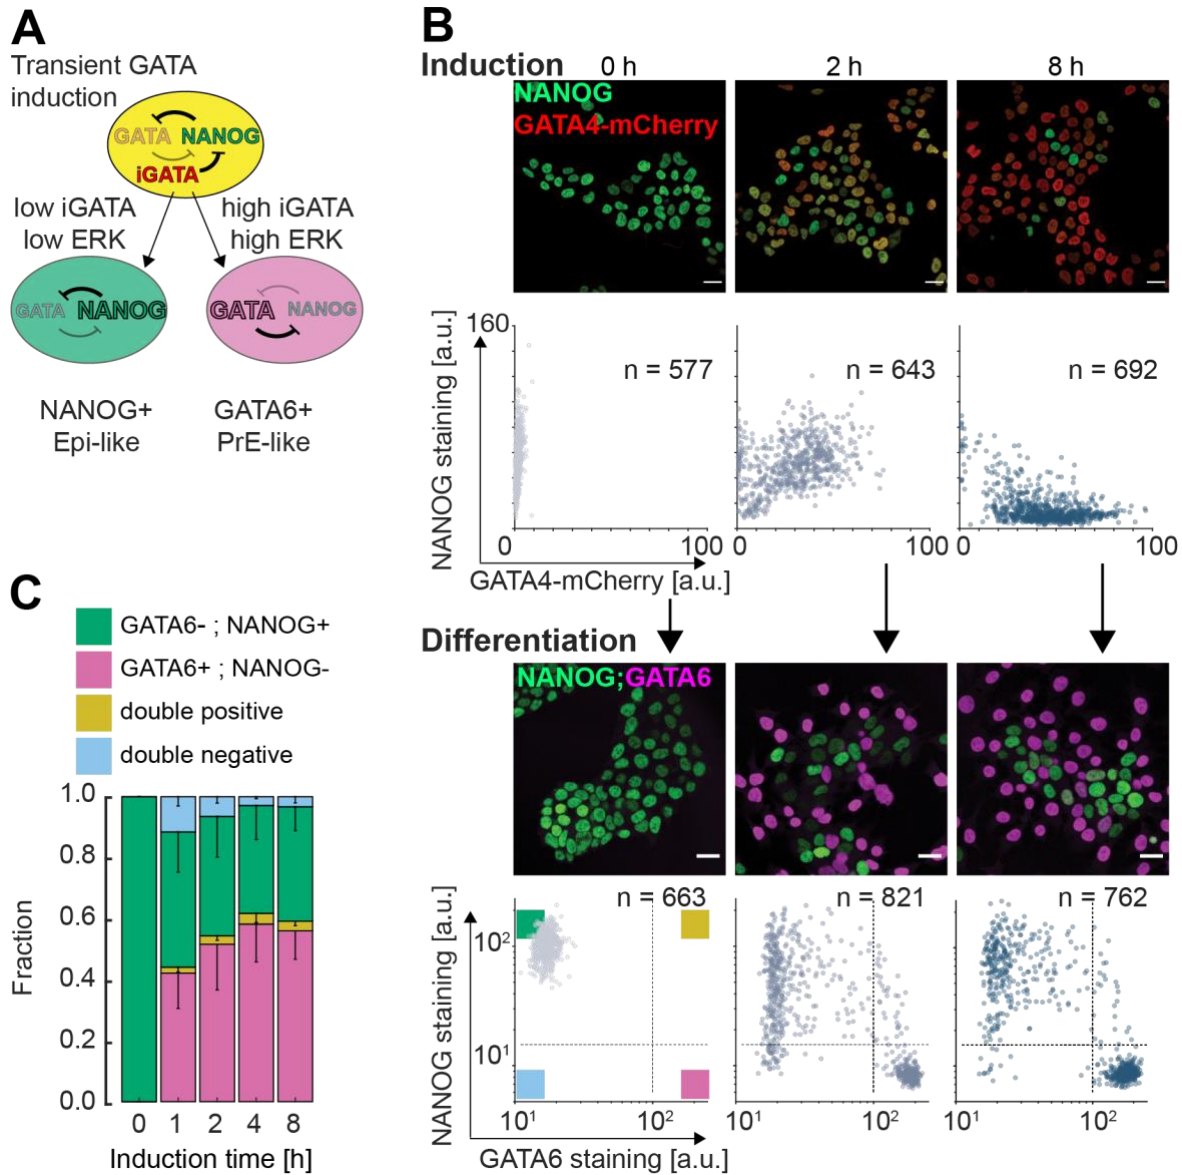 A
Transient GATA
induction
GATA NANOG
iGATA
low iGATA
low ERK
high iGATA
high ERK
GATA NANOG
GATA NANOG
NANOG+
Epi-like
GATA6+
PrE-like
B
Induction
0 h
2 h
8 h
NANOG
GATA4-mCherry
NANOG staining [a.u.]
160
n = 577
n = 643
n = 692
0 100
0 100
0 100
GATA4-mCherry [a.u.]
Differentiation
NANOG;GATA6
NANOG staining [a.u.]
n = 663
n = 821
n = 762
10²
10¹
10¹ 10²
10¹ 10²
10¹ 10²
GATA6 staining [a.u.]
C
GATA6- ; NANOG+
GATA6+ ; NANOG-
double positive
double negative
Fraction
1.0
0.8
0.6
0.4
0.2
0.0
0 1 2 4 8
Induction time [h]